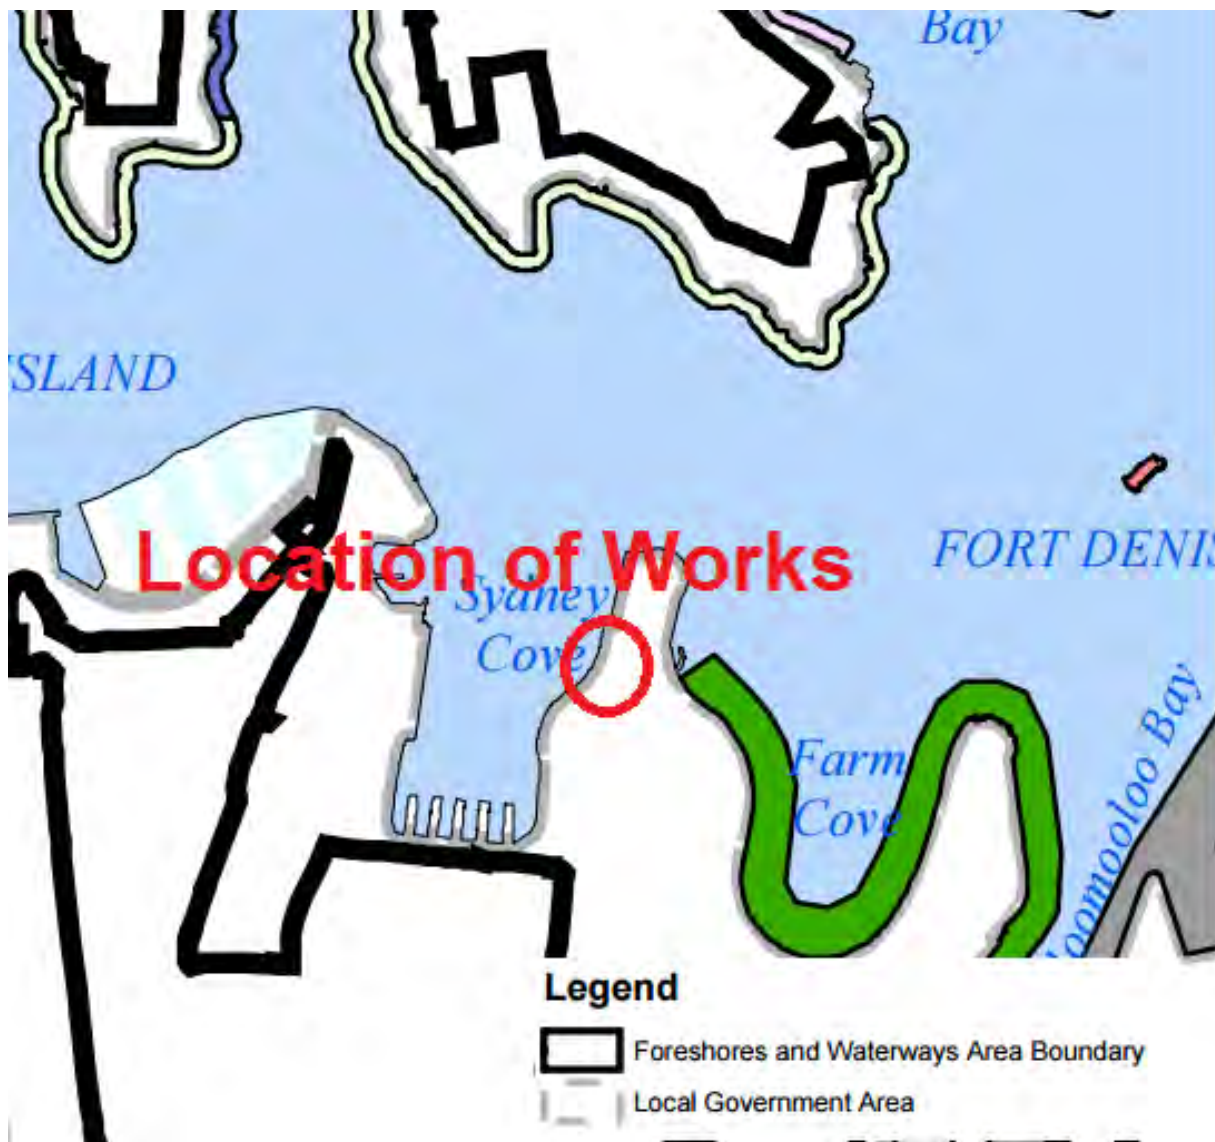 Bay
SLAND
FORT DENIS
Location of Works
Sydney
Cove
Farm
Cove
loomooloo Bay
Legend
Foreshores and Waterways Area Boundary
Local Government Area